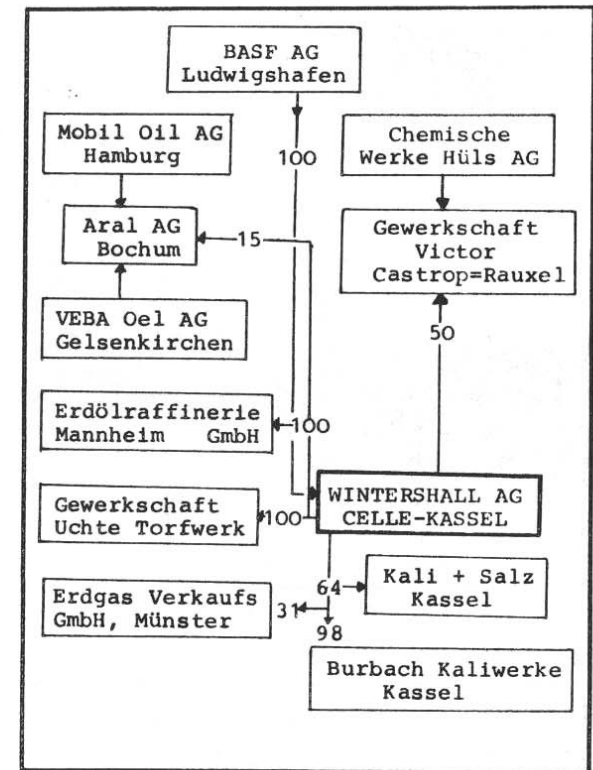 BASF AG
Ludwigshafen
Mobil Oil AG
Hamburg
100
Chemische
Werke Hüls AG
Aral AG
Bochum
15
Gewerkschaft
Victor
Castrop=Rauxel
VEBA Oel AG
Gelsenkirchen
50
Erdölraffinerie
Mannheim GmbH
100
WINTERSHALL AG
CELLE-KASSEL
Gewerkschaft
Uchte Torfwerk
100
64
Kali + Salz
Kassel
Erdgas Verkaufs
GmbH, Münster
31
98
Burbach Kaliwerke
Kassel